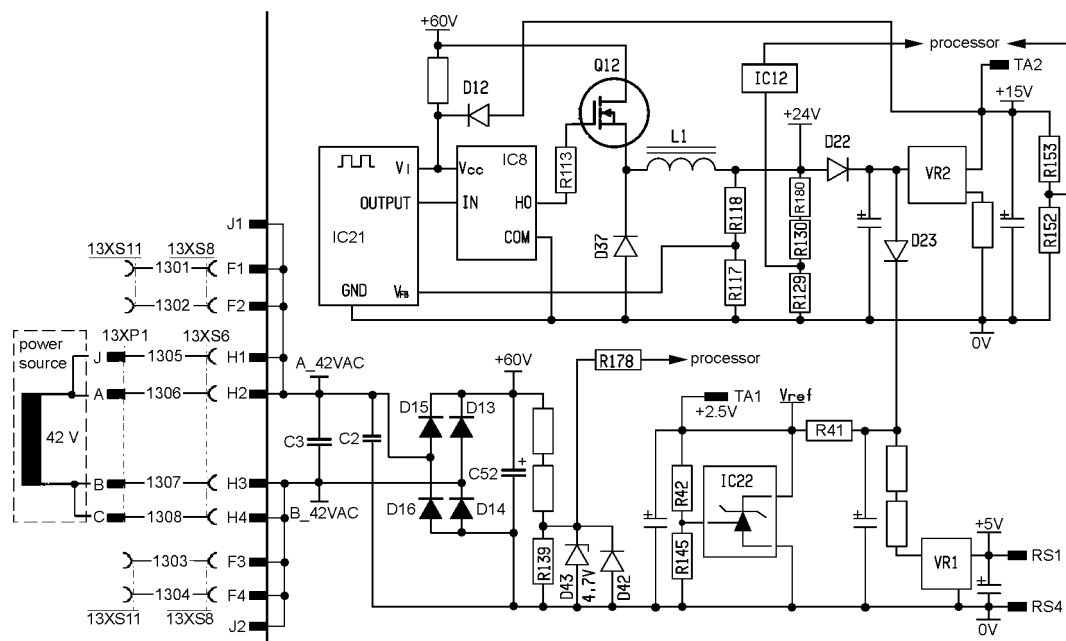 +60V
processor
Q12
IC12
TA2
D12
+15V
+24V
L1
D22
R153
VI
Vcc
IC8
R113
VR2
R118
R180
OUTPUT
IN
HO
R130
R152
J1
IC21
COM
D37
D23
13XS11
13XS8
1301
F1
R117
R129
GND
VFB
1302
F2
0V
power
source
13XP1
13XS6
J
1305
H1
+60V
R178
processor
A_42VAC
A
1306
H2
TA1
+2.5V
Vref
D15
D13
42 V
C3
C2
R41
C52
+
IC22
R42
B
1307
H3
D16
D14
B_42VAC
C
1308
H4
+5V
R139
D43
4.7V
D42
R145
VR1
RS1
1303
F3
1304
F4
RS4
13XS11
13XS8
J2
0V